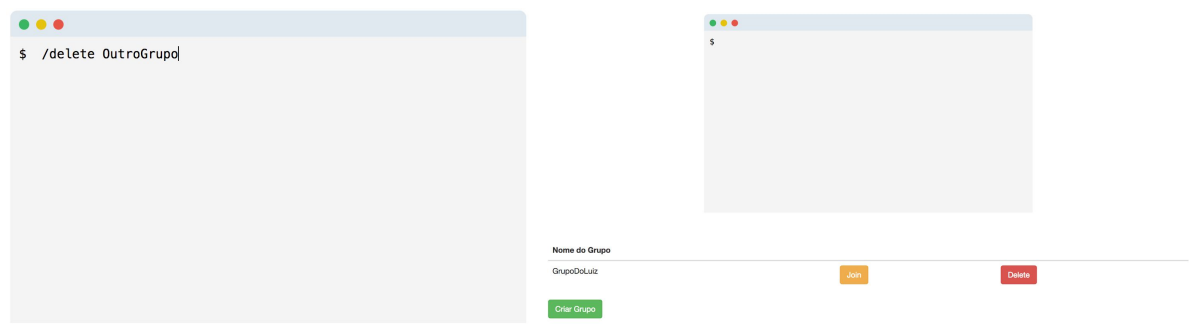 $ /delete OutroGrupo
$
Nome do Grupo
GrupoDoLuiz Join Delete
Criar Grupo